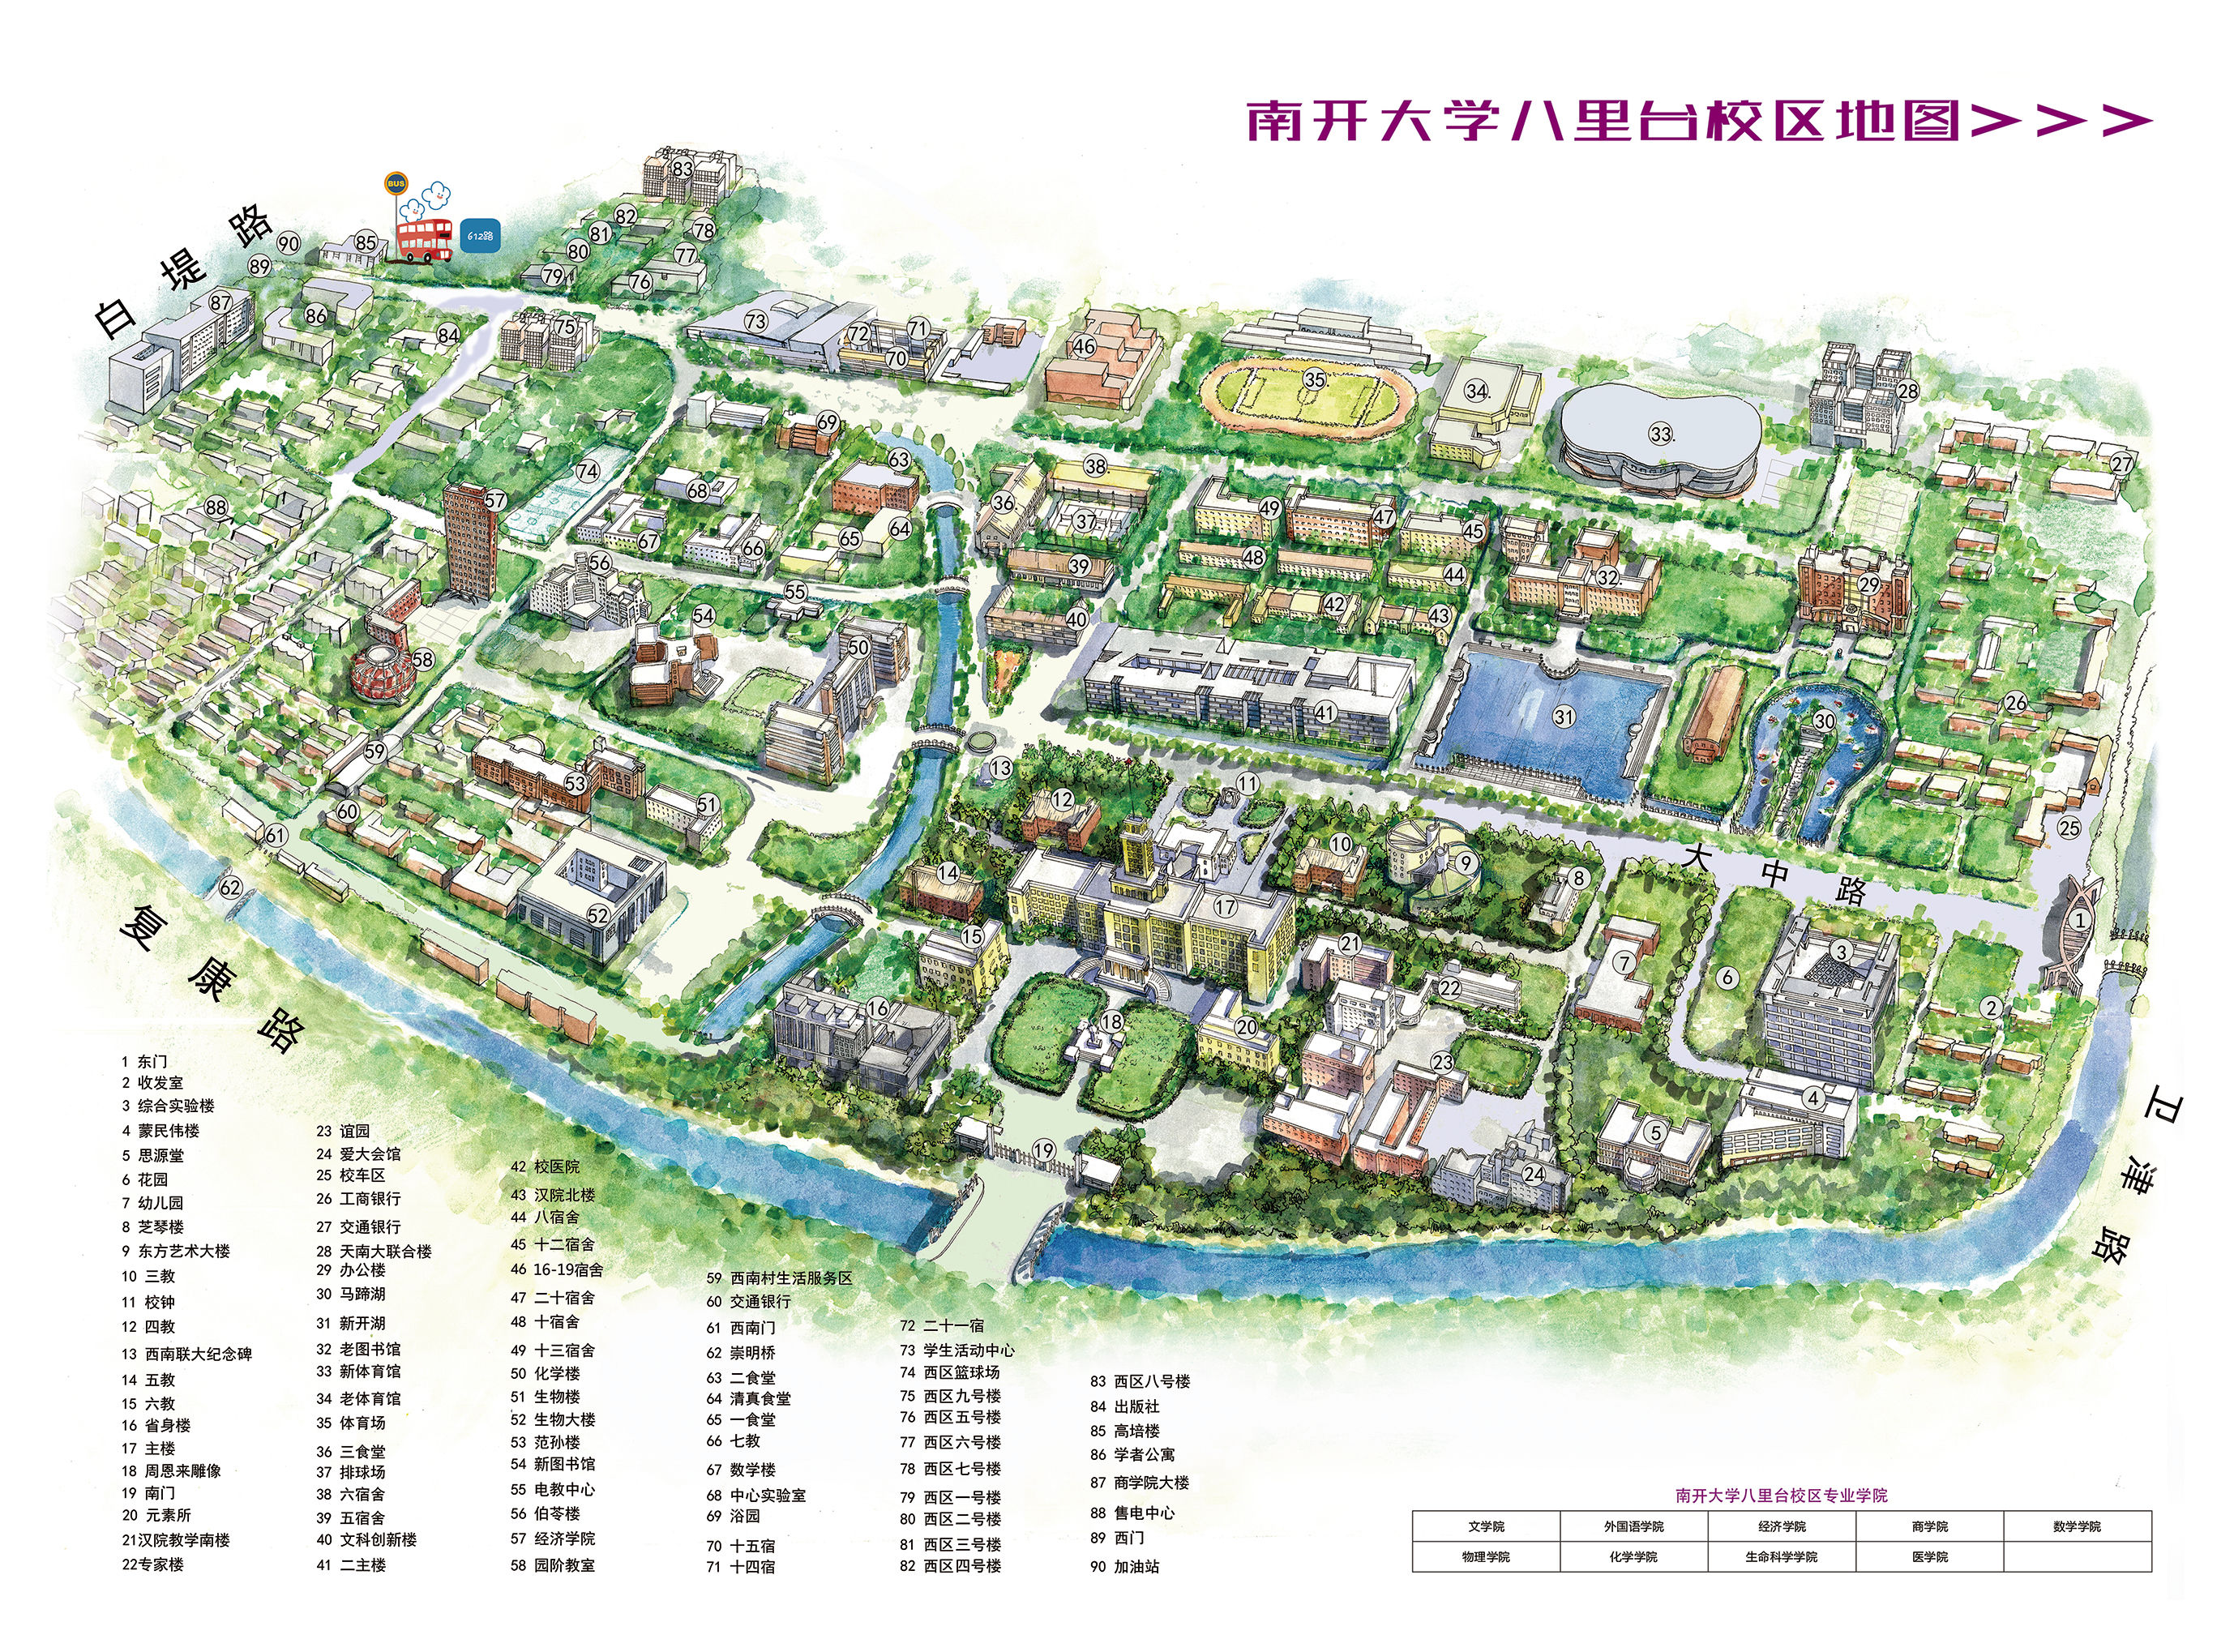 南开大学八里台校区地图>>>
BUS
612路
白堤路
复康路
大中路
卫津路
1 东门
2 收发室
3 综合实验楼
4 蒙民伟楼
5 思源堂
6 花园
7 幼儿园
8 芝琴楼
9 东方艺术大楼
10 三教
11 校钟
12 四教
13 西南联大纪念碑
14 五教
15 六教
16 省身楼
17 主楼
18 周恩来雕像
19 南门
20 元素所
21汉院教学南楼
22专家楼
23 谊园
24 爱大会馆
25 校车区
26 工商银行
27 交通银行
28 天南大联合楼
29 办公楼
30 马蹄湖
31 新开湖
32 老图书馆
33 新体育馆
34 老体育馆
35 体育场
36 三食堂
37 排球场
38 六宿舍
39 五宿舍
40 文科创新楼
41 二主楼
42 校医院
43 汉院北楼
44 八宿舍
45 十二宿舍
46 16-19宿舍
47 二十宿舍
48 十宿舍
49 十三宿舍
50 化学楼
51 生物楼
52 生物大楼
53 范孙楼
54 新图书馆
55 电教中心
56 伯苓楼
57 经济学院
58 园阶教室
59 西南村生活服务区
60 交通银行
61 西南门
62 崇明桥
63 二食堂
64 清真食堂
65 一食堂
66 七教
67 数学楼
68 中心实验室
69 浴园
70 十五宿
71 十四宿
72 二十一宿
73 学生活动中心
74 西区篮球场
75 西区九号楼
76 西区五号楼
77 西区六号楼
78 西区七号楼
79 西区一号楼
80 西区二号楼
81 西区三号楼
82 西区四号楼
83 西区八号楼
84 出版社
85 高培楼
86 学者公寓
87 商学院大楼
88 售电中心
89 西门
90 加油站
南开大学八里台校区专业学院
文学院 外国语学院 经济学院 商学院 数学学院
物理学院 化学学院 生命科学学院 医学院